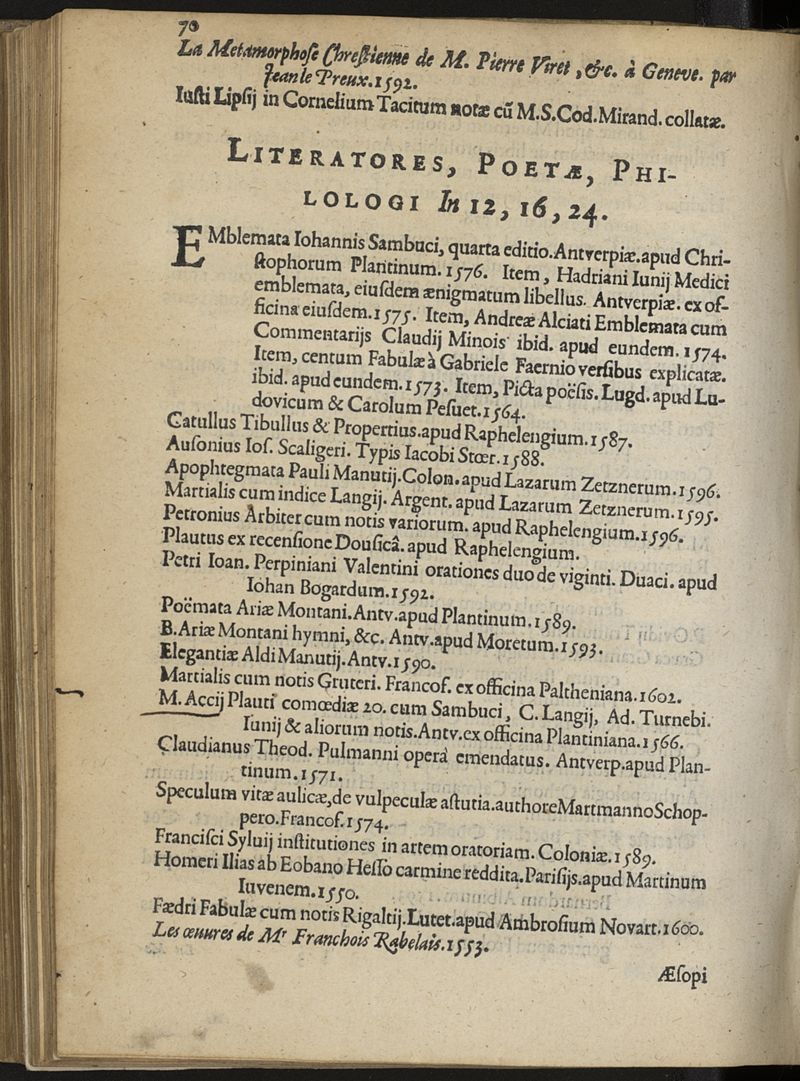 70
La Metamorphose Chrestienne de M. Pierre Viret, &c. à Geneve. par
Jean le Preux. 1592.
Iusti Lipsij in Cornelium Tacitum notæ cũ M.S.Cod.Mirand. collatæ.
LITERATORES, POETÆ, PHI-
LOLOGI In 12, 16, 24.
EMblemata Iohannis Sambuci, quarta editio. Antverpiæ. apud Chri-
ſtophorum Plantinum. 1576. Item, Hadriani Iunij Medici
emblemata, eiuſdem ænigmatum libellus. Antverpiæ. ex of-
ficina eiuſdem. 1575. Item, Andreæ Alciati Emblemata cum
Commentarijs Claudij Minois ibid. apud eundem. 1574.
Item, centum Fabulæ à Gabriele Faernio verſibus explicatæ.
ibid. apud eundem. 1573. Item, Picta poëſis. Lugd. apud Lu-
dovicum & Carolum Peſuet. 1564.
Catullus Tibullus & Propertius. apud Raphelengium. 1587.
Auſonius Ioſ. Scaligeri. Typis Iacobi Stœr. 1588.
Apophtegmata Pauli Manutij. Colon. apud Lazarum Zetznerum. 1596.
Martialis cum indice Langij. Argent. apud Lazarum Zetznerum. 1595.
Petronius Arbiter cum notis variorum. apud Raphelengium. 1596.
Plautus ex recenſione Douſicâ. apud Raphelengium.
Petri Ioan. Perpiniani Valentini orationes duo de viginti. Duaci. apud
Iohan Bogardum. 1592.
Poëmata Ariæ Montani. Antv. apud Plantinum. 1589.
B. Ariæ Montani hymni, &c. Antv. apud Moretum. 1593.
Elegantiæ Aldi Manutij. Antv. 1590.
Martialis cum notis Gruteri. Francof. ex officina Paltheniana. 1602.
M. Accij Plauti comœdiæ 20. cum Sambuci, C. Langij, Ad. Turnebi.
Iunij & aliorum notis. Antv. ex officina Plantiniana. 1566.
Claudianus Theod. Pulmanni operâ emendatus. Antverp. apud Plan-
tinum. 1571.
Speculum vitæ aulicæ, de vulpeculæ aſtutia. authore Martmanno Schop-
pero. Francof. 1574.
Franciſci Syluij inſtitutiones in artem oratoriam. Coloniæ. 1589.
Homeri Ilias ab Eobano Heſſo carmine reddita. Pariſijs. apud Martinum
Iuvenem. 1550.
Fædri Fabulæ cum notis Rigaltij. Lutet. apud Ambroſium Novart. 1600.
Les œuures de Mr Franchois Rabelais. 1553.
Æſopi